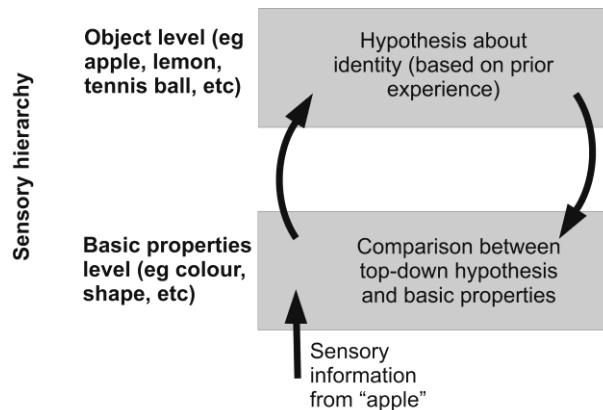 Sensory hierarchy
Object level (eg
apple, lemon,
tennis ball, etc)
Hypothesis about
identity (based on prior
experience)
Basic properties
level (eg colour,
shape, etc)
Comparison between
top-down hypothesis
and basic properties
Sensory
information
from “apple”